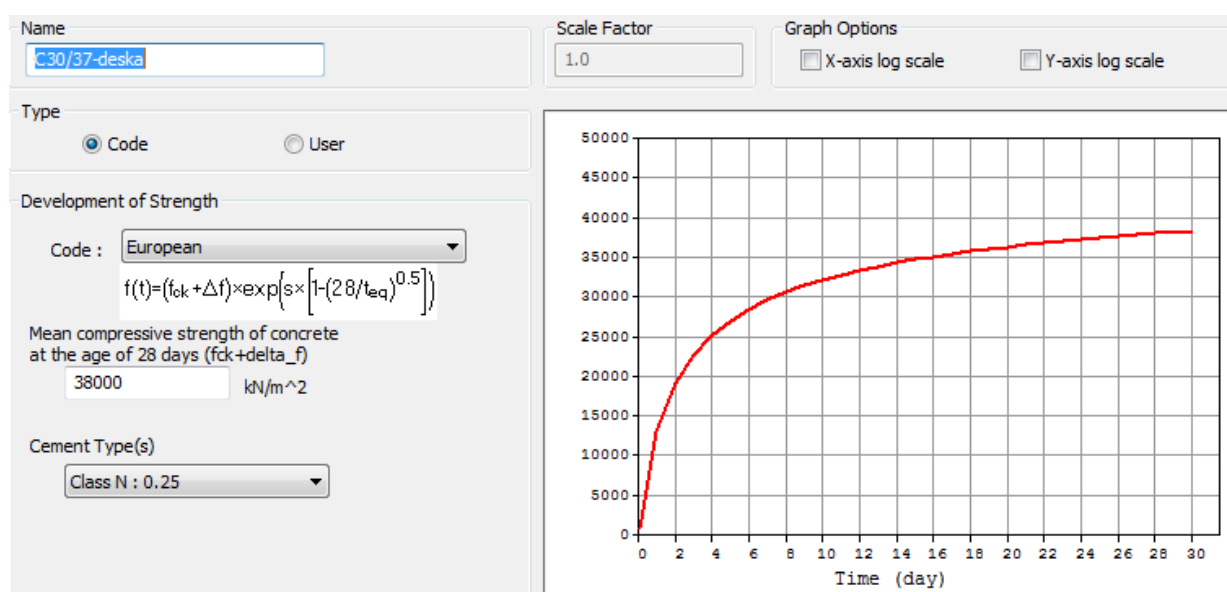 Name
C30/37-deska
Scale Factor
1.0
Graph Options
X-axis log scale
Y-axis log scale
Type
Code
User
Development of Strength
Code :
European
f(t)=(fck+Δf)×exp{s×[1-(28/teq)^0.5]}
Mean compressive strength of concrete
at the age of 28 days (fck+delta_f)
38000
kN/m^2
Cement Type(s)
Class N : 0.25
50000
45000
40000
35000
30000
25000
20000
15000
10000
5000
0
0 2 4 6 8 10 12 14 16 18 20 22 24 26 28 30
Time (day)